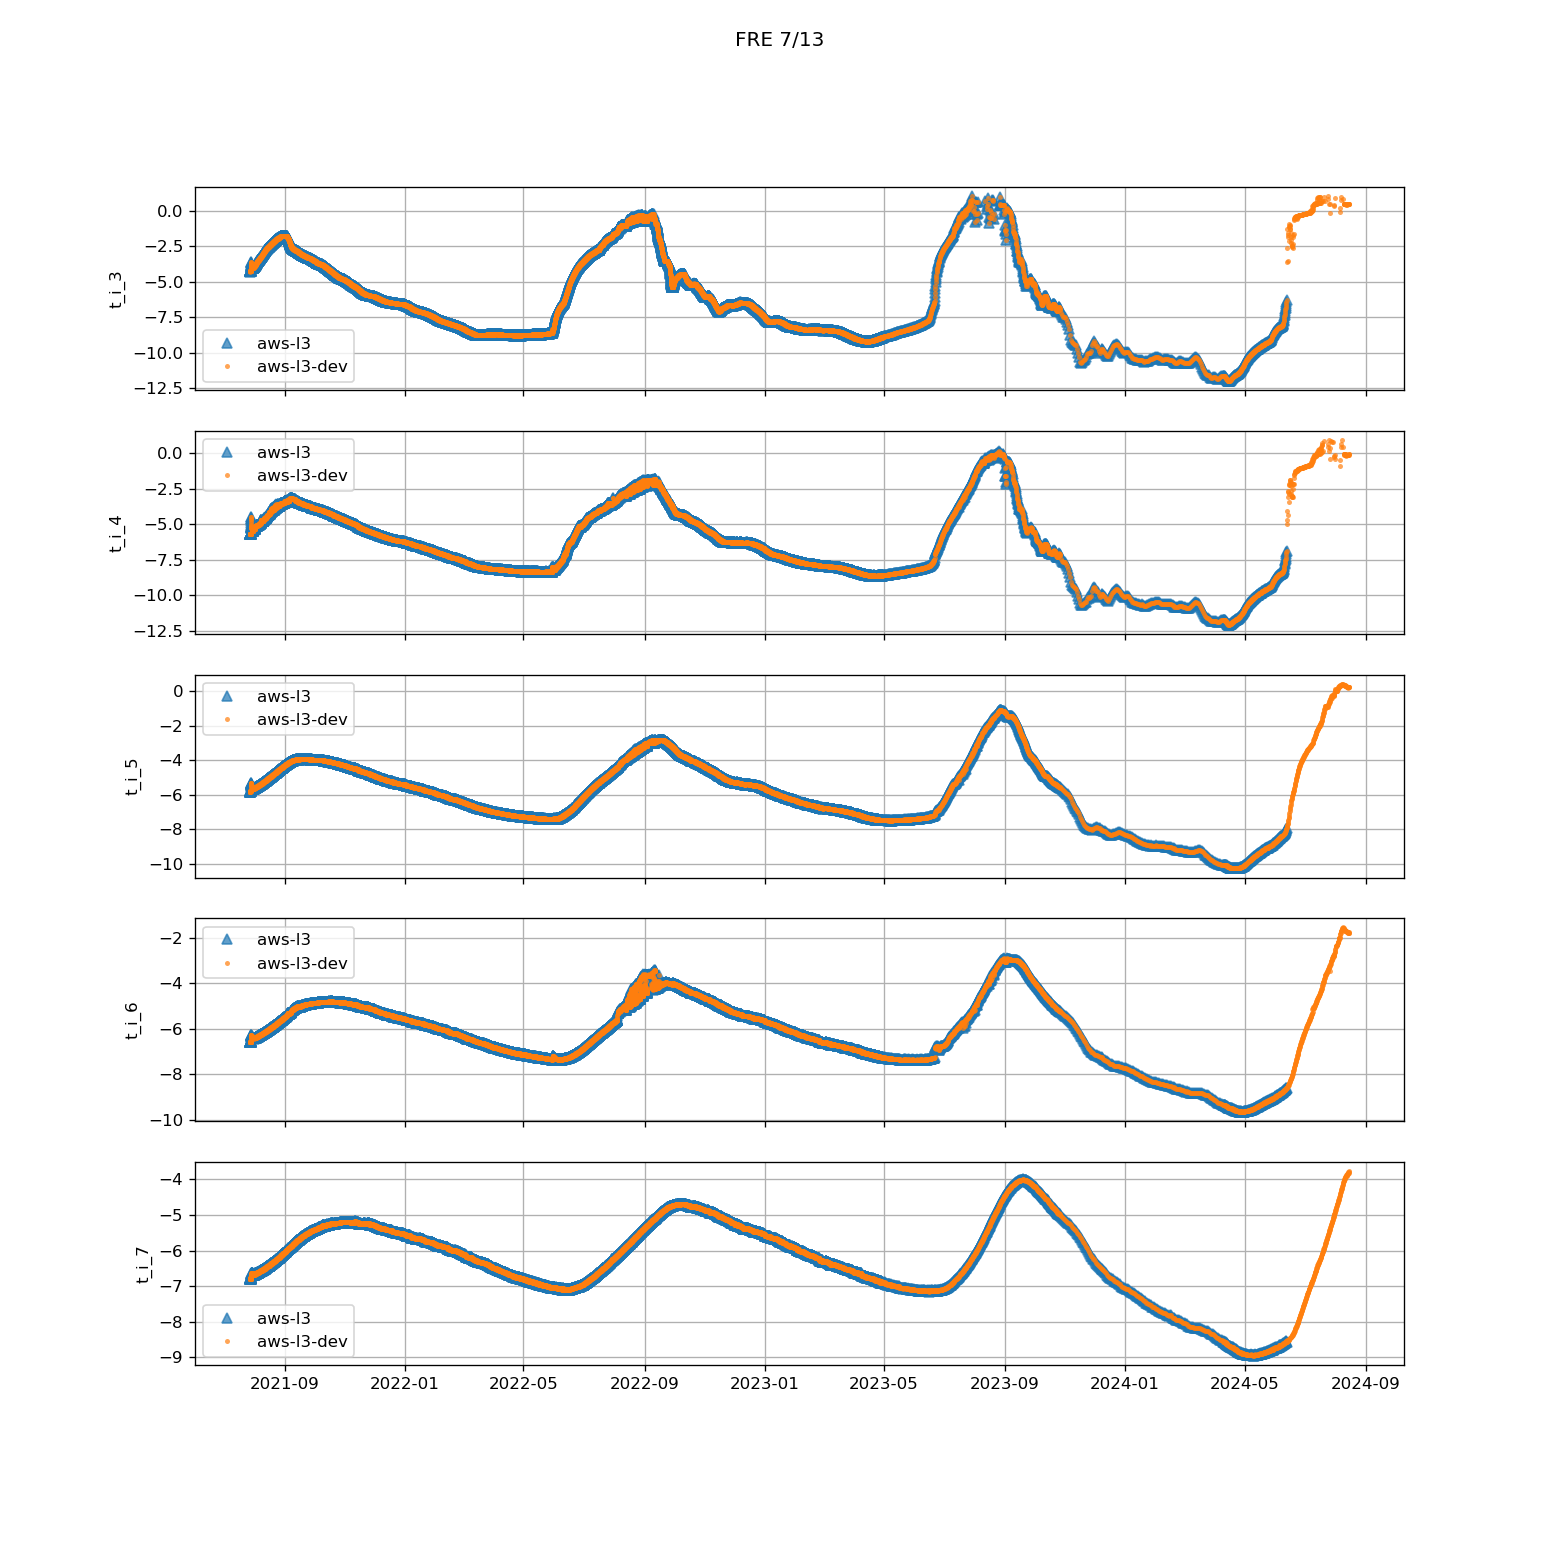 FRE 7/13
0.0
−2.5
−5.0
−7.5
−10.0
−12.5
t_i_3
aws-l3
aws-l3-dev
0.0
−2.5
−5.0
−7.5
−10.0
−12.5
t_i_4
aws-l3
aws-l3-dev
0
−2
−4
−6
−8
−10
t_i_5
aws-l3
aws-l3-dev
−2
−4
−6
−8
−10
t_i_6
aws-l3
aws-l3-dev
−4
−5
−6
−7
−8
−9
t_i_7
aws-l3
aws-l3-dev
2021-09 2022-01 2022-05 2022-09 2023-01 2023-05 2023-09 2024-01 2024-05 2024-09